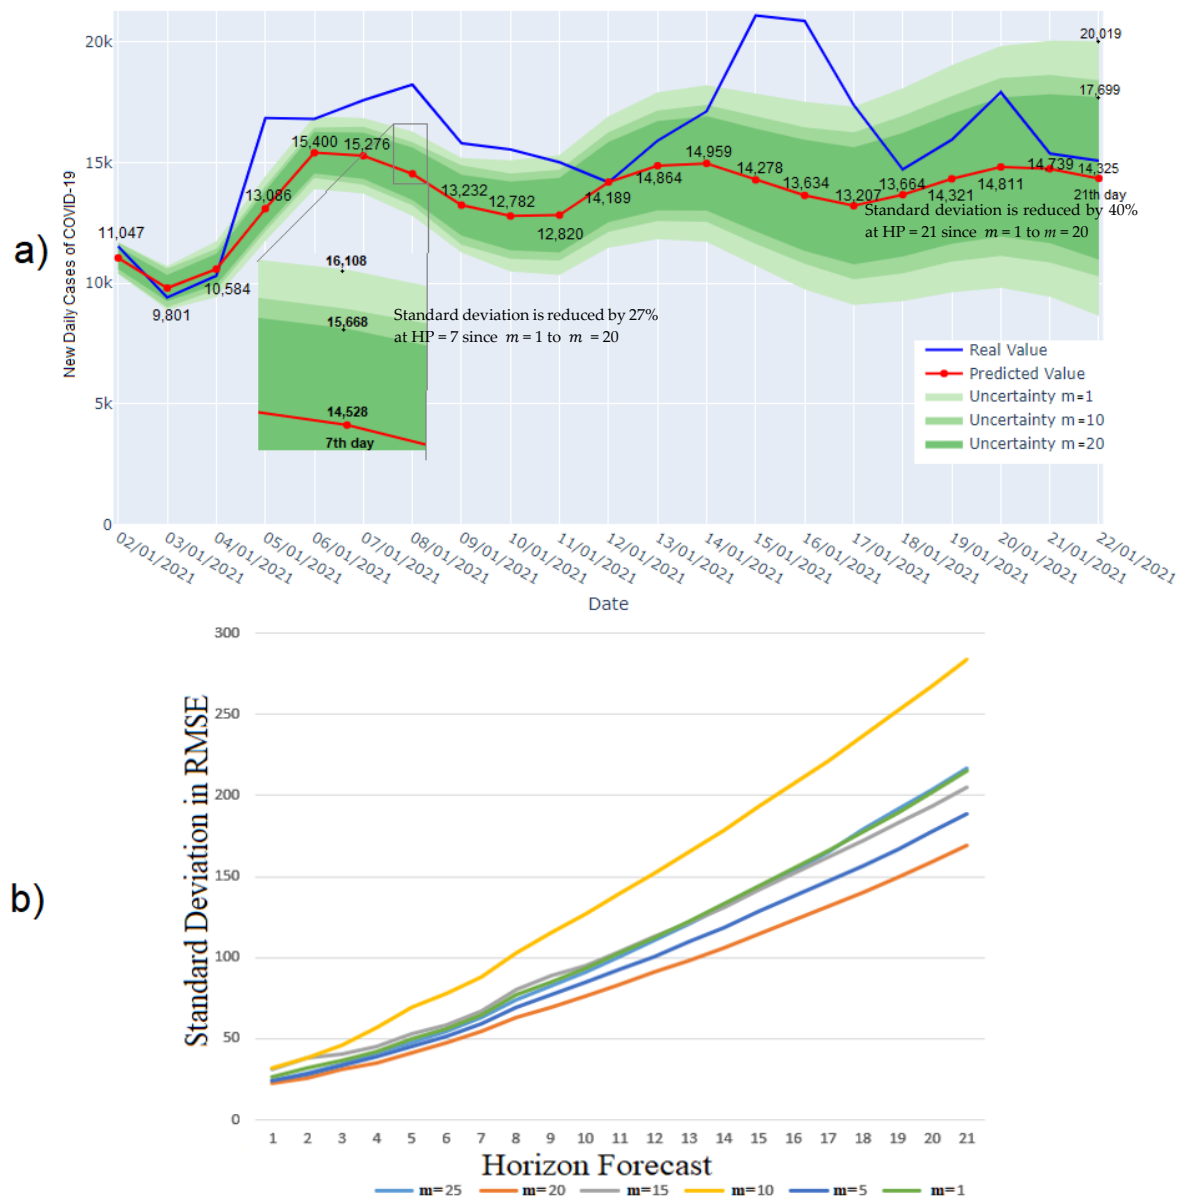 a)
New Daily Cases of COVID-19
20k
15k
10k
5k
0
11,047
9,801
10,584
13,086
15,400
15,276
13,232
12,782
12,820
14,189
14,864
14,959
14,278
13,634
13,207
13,664
14,321
14,811
14,739
14,325
21th day
20,019
17,699
Standard deviation is reduced by 40%
at HP = 21 since m = 1 to m = 20
16,108
15,668
14,528
7th day
Standard deviation is reduced by 27%
at HP = 7 since m = 1 to m = 20
Real Value
Predicted Value
Uncertainty m=1
Uncertainty m=10
Uncertainty m=20
02/01/2021
03/01/2021
04/01/2021
05/01/2021
06/01/2021
07/01/2021
08/01/2021
09/01/2021
10/01/2021
11/01/2021
12/01/2021
13/01/2021
14/01/2021
15/01/2021
16/01/2021
17/01/2021
18/01/2021
19/01/2021
20/01/2021
21/01/2021
22/01/2021
Date
b)
Standard Deviation in RMSE
300
250
200
150
100
50
0
1 2 3 4 5 6 7 8 9 10 11 12 13 14 15 16 17 18 19 20 21
Horizon Forecast
m=25 m=20 m=15 m=10 m=5 m=1